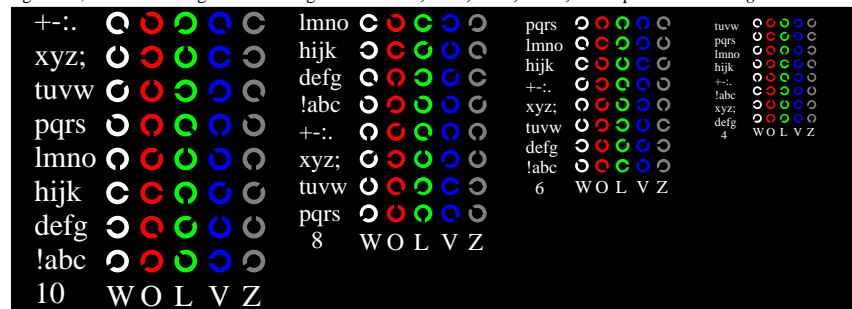 +-:.
xyz;
tuvw
pqrs
lmno
hijk
defg
!abc
10 W O L V Z
lmno
hijk
defg
!abc
+-:.
xyz;
tuvw
pqrs
8 W O L V Z
pqrs
lmno
hijk
+-:.
xyz;
tuvw
defg
!abc
6 W O L V Z
tuvw
pqrs
lmno
hijk
+-:.
!abc
xyz;
defg
4 W O L V Z